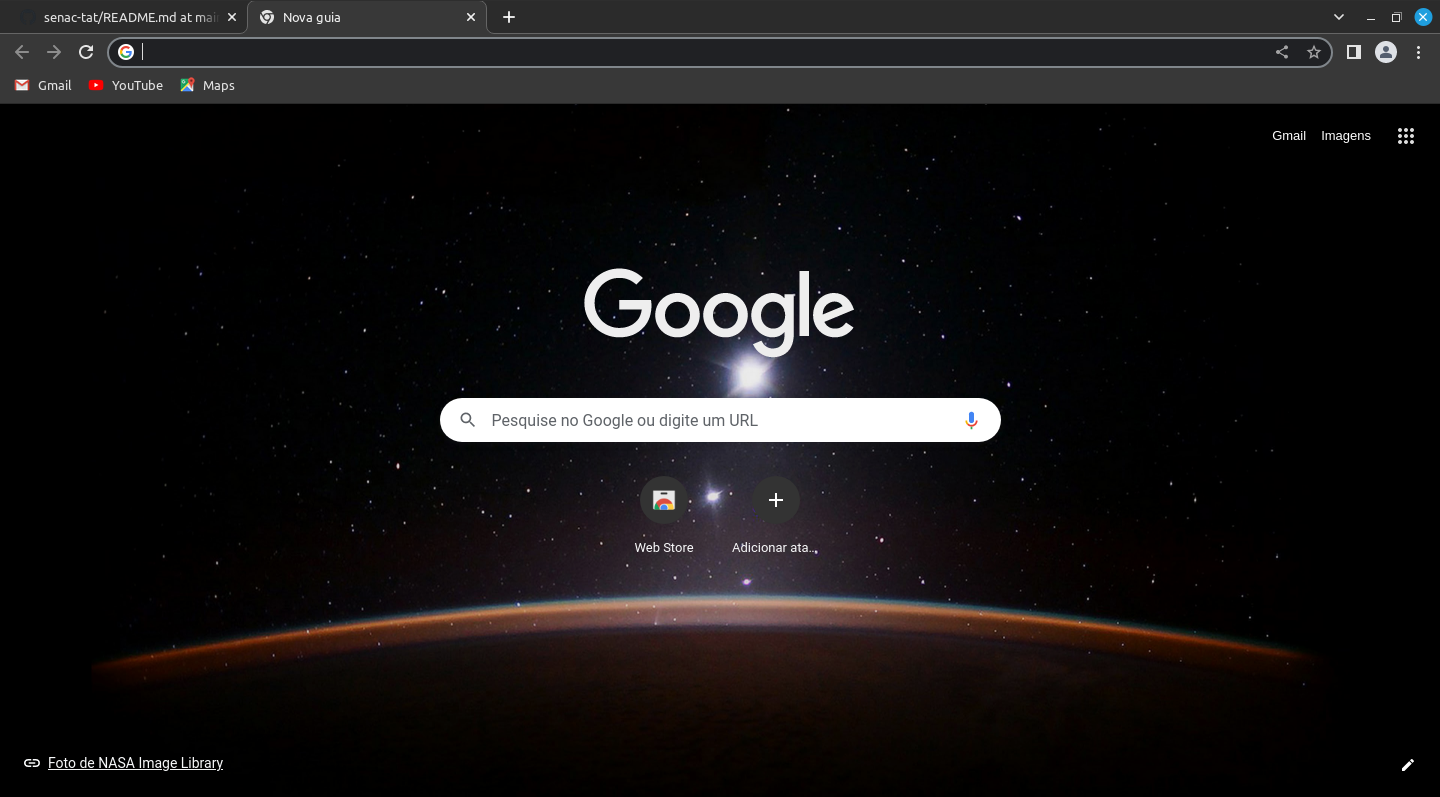 senac-tat/README.md at mai
Nova guia
Gmail
YouTube
Maps
Gmail
Imagens
Google
Pesquise no Google ou digite um URL
Web Store
Adicionar ata...
Foto de NASA Image Library